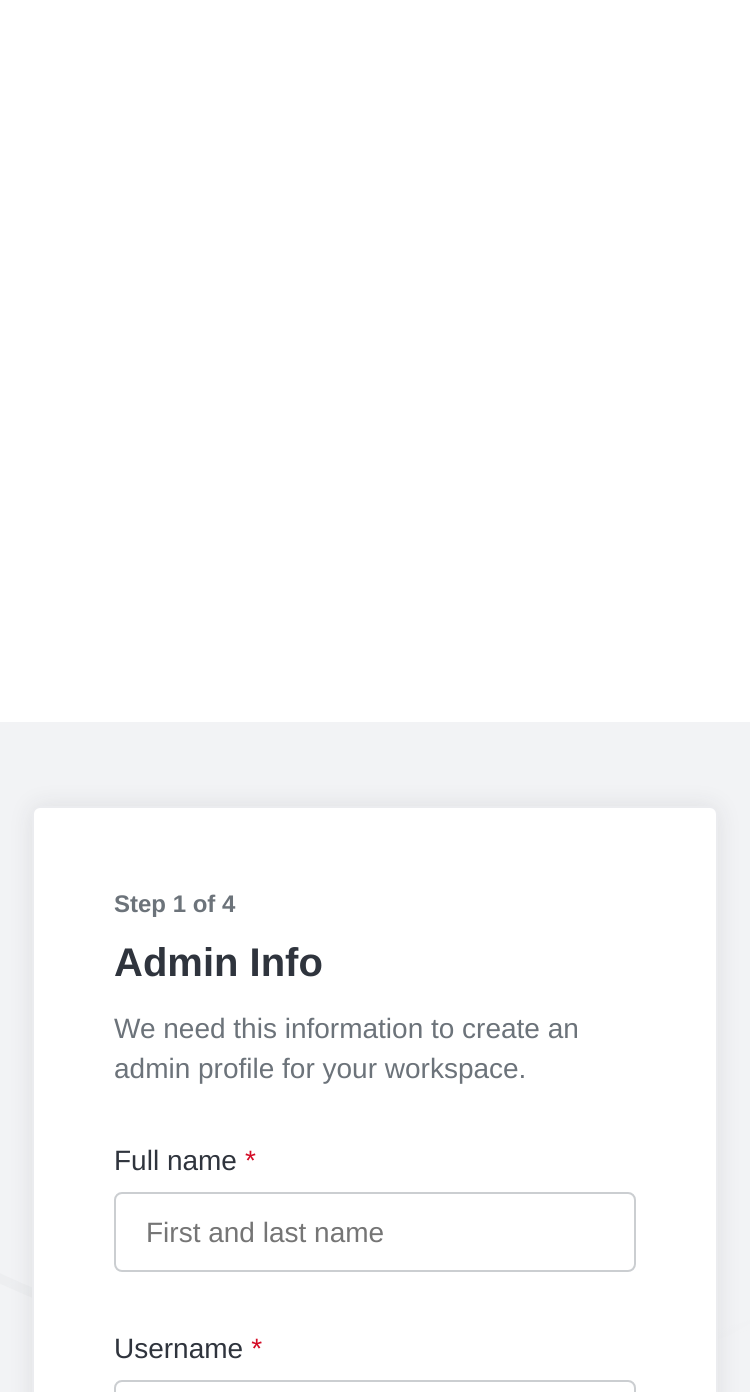 Step 1 of 4
Admin Info
We need this information to create an
admin profile for your workspace.
Full name *
First and last name
Username *